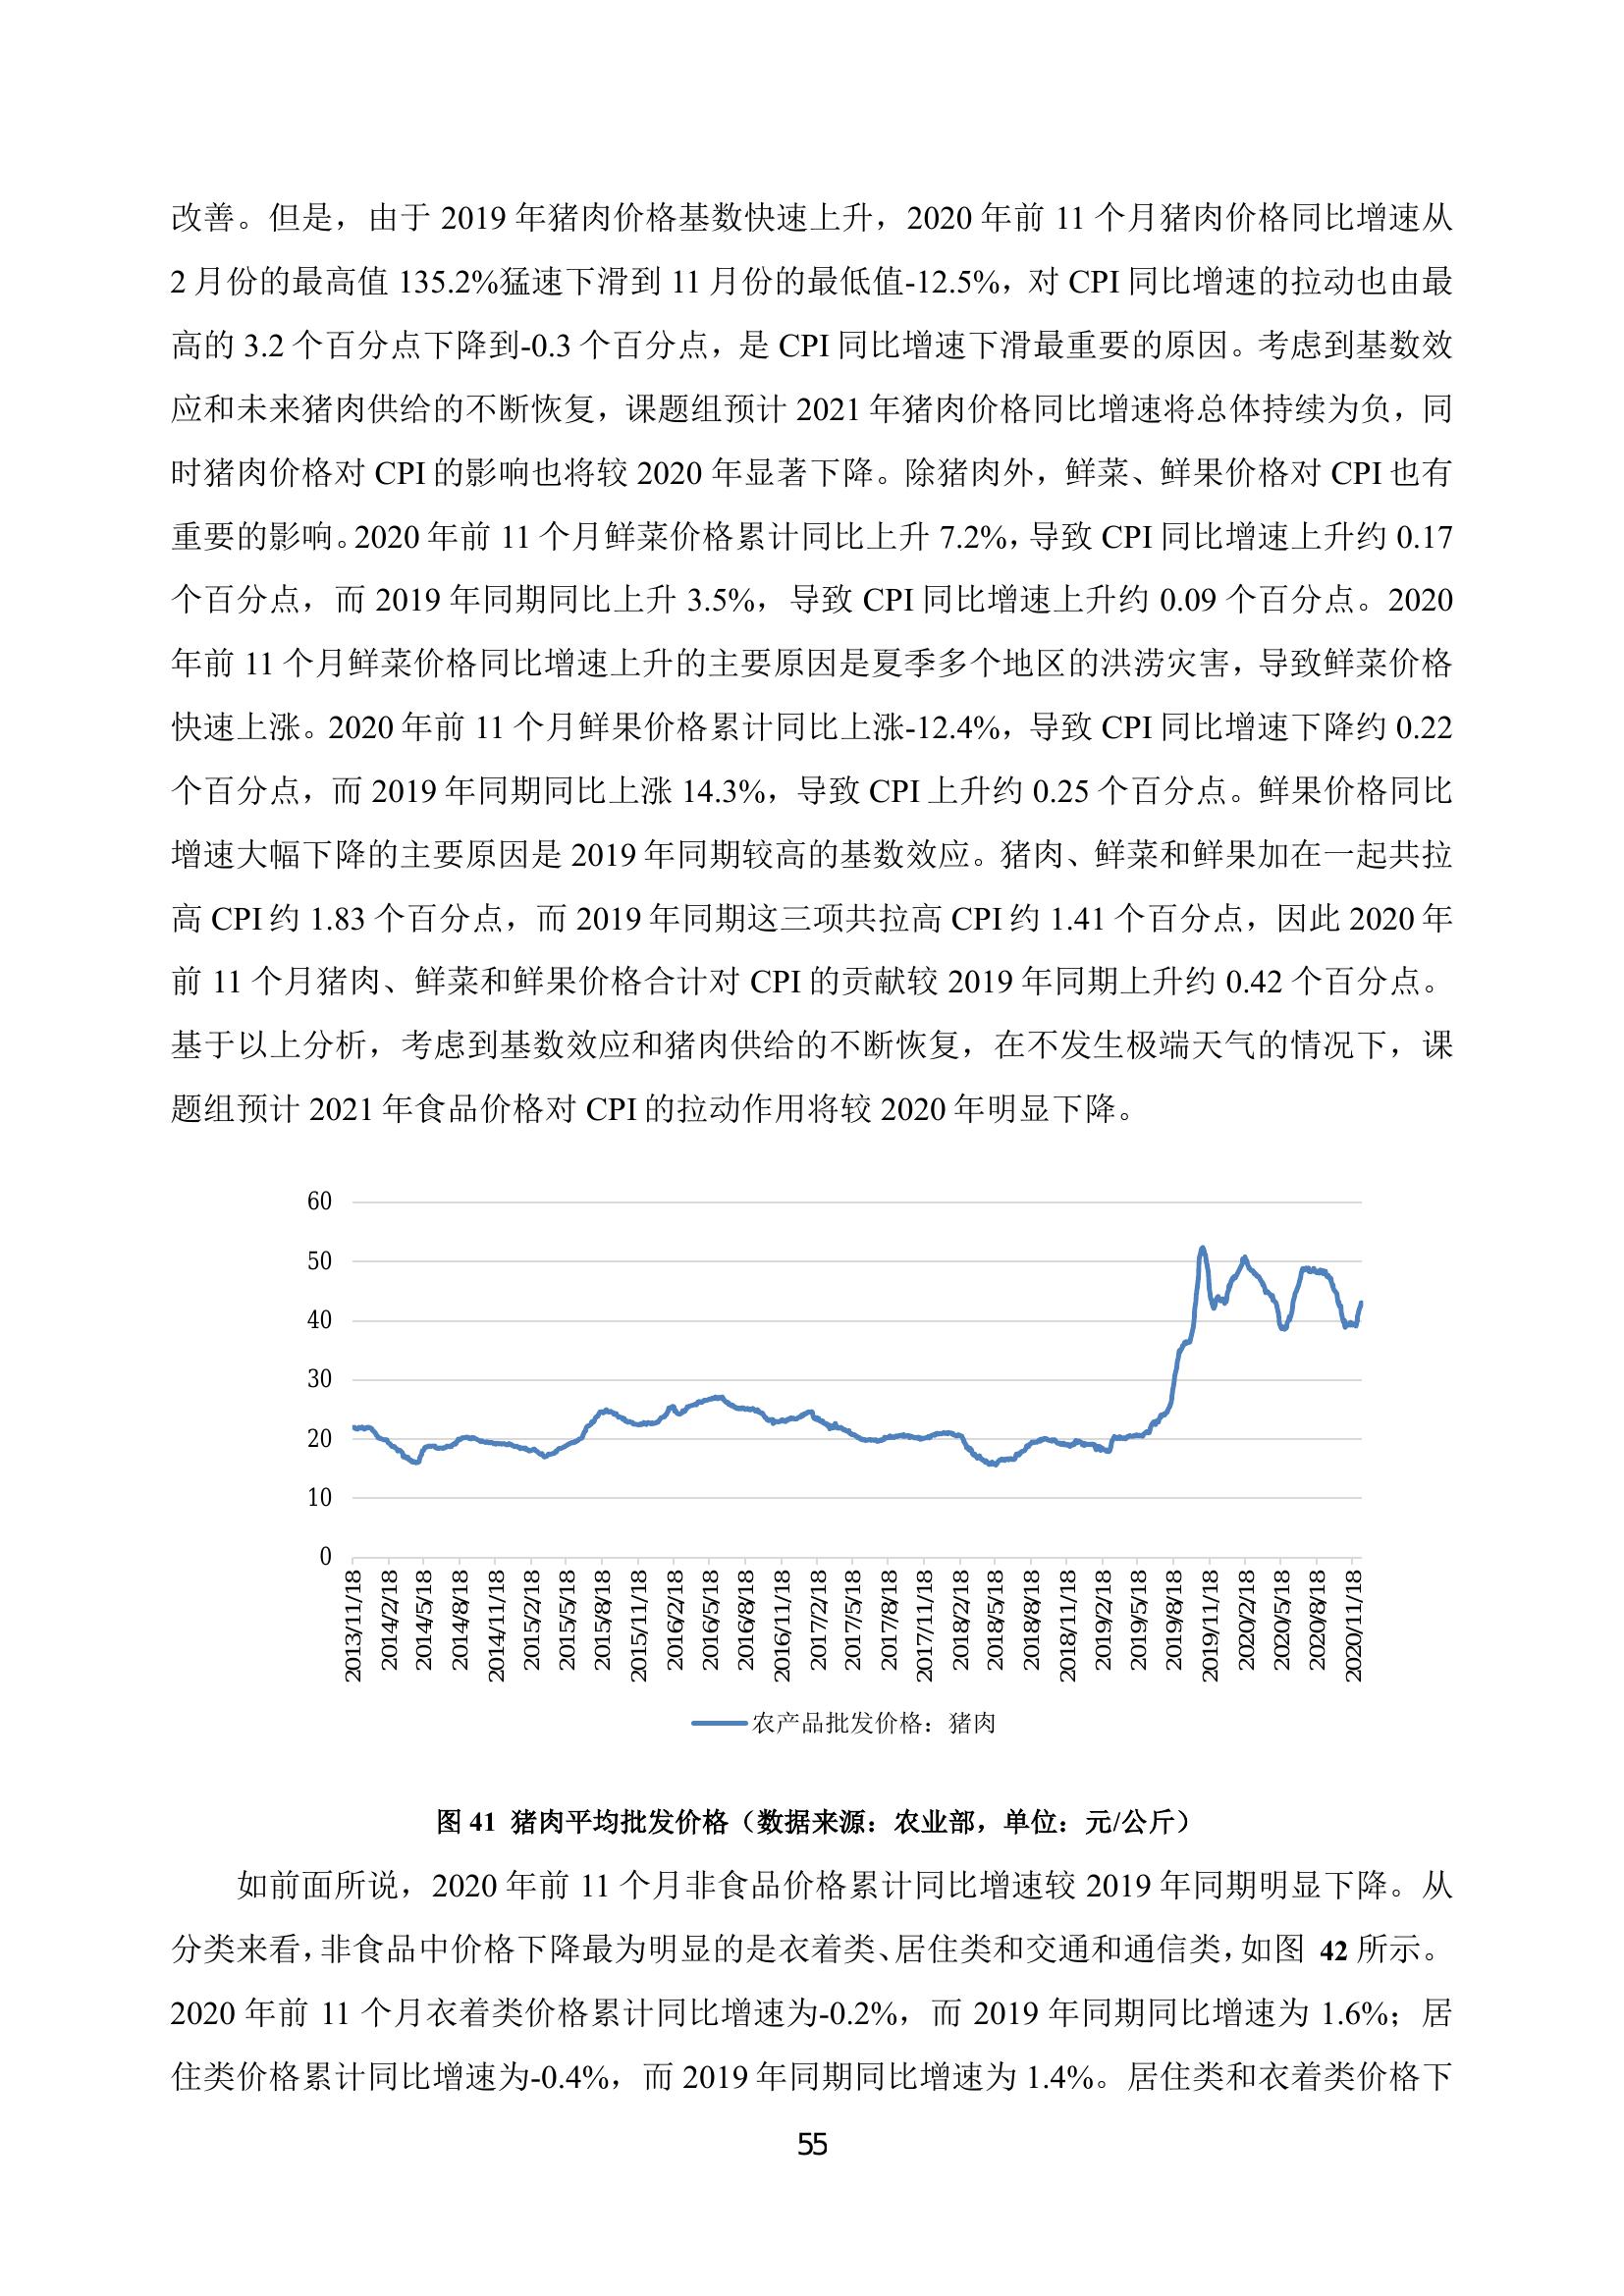 改善。但是，由于 2019 年猪肉价格基数快速上升，2020 年前 11 个月猪肉价格同比增速从
2 月份的最高值 135.2%猛速下滑到 11 月份的最低值-12.5%，对 CPI 同比增速的拉动也由最
高的 3.2 个百分点下降到-0.3 个百分点，是 CPI 同比增速下滑最重要的原因。考虑到基数效
应和未来猪肉供给的不断恢复，课题组预计 2021 年猪肉价格同比增速将总体持续为负，同
时猪肉价格对 CPI 的影响也将较 2020 年显著下降。除猪肉外，鲜菜、鲜果价格对 CPI 也有
重要的影响。2020 年前 11 个月鲜菜价格累计同比上升 7.2%，导致 CPI 同比增速上升约 0.17
个百分点，而 2019 年同期同比上升 3.5%，导致 CPI 同比增速上升约 0.09 个百分点。2020
年前 11 个月鲜菜价格同比增速上升的主要原因是夏季多个地区的洪涝灾害，导致鲜菜价格
快速上涨。2020 年前 11 个月鲜果价格累计同比上涨-12.4%，导致 CPI 同比增速下降约 0.22
个百分点，而 2019 年同期同比上涨 14.3%，导致 CPI 上升约 0.25 个百分点。鲜果价格同比
增速大幅下降的主要原因是 2019 年同期较高的基数效应。猪肉、鲜菜和鲜果加在一起共拉
高 CPI 约 1.83 个百分点，而 2019 年同期这三项共拉高 CPI 约 1.41 个百分点，因此 2020 年
前 11 个月猪肉、鲜菜和鲜果价格合计对 CPI 的贡献较 2019 年同期上升约 0.42 个百分点。
基于以上分析，考虑到基数效应和猪肉供给的不断恢复，在不发生极端天气的情况下，课
题组预计 2021 年食品价格对 CPI 的拉动作用将较 2020 年明显下降。
60
50
40
30
20
10
0
2013/11/18
2014/2/18
2014/5/18
2014/8/18
2014/11/18
2015/2/18
2015/5/18
2015/8/18
2015/11/18
2016/2/18
2016/5/18
2016/8/18
2016/11/18
2017/2/18
2017/5/18
2017/8/18
2017/11/18
2018/2/18
2018/5/18
2018/8/18
2018/11/18
2019/2/18
2019/5/18
2019/8/18
2019/11/18
2020/2/18
2020/5/18
2020/8/18
2020/11/18
农产品批发价格：猪肉
图 41 猪肉平均批发价格（数据来源：农业部，单位：元/公斤）
如前面所说，2020 年前 11 个月非食品价格累计同比增速较 2019 年同期明显下降。从
分类来看，非食品中价格下降最为明显的是衣着类、居住类和交通和通信类，如图 42 所示。
2020 年前 11 个月衣着类价格累计同比增速为-0.2%，而 2019 年同期同比增速为 1.6%；居
住类价格累计同比增速为-0.4%，而 2019 年同期同比增速为 1.4%。居住类和衣着类价格下
55